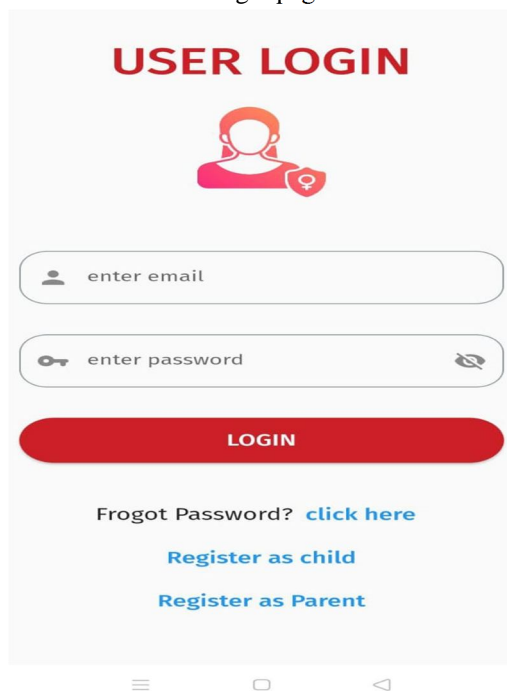 USER LOGIN
enter email
enter password
LOGIN
Frogot Password? click here
Register as child
Register as Parent